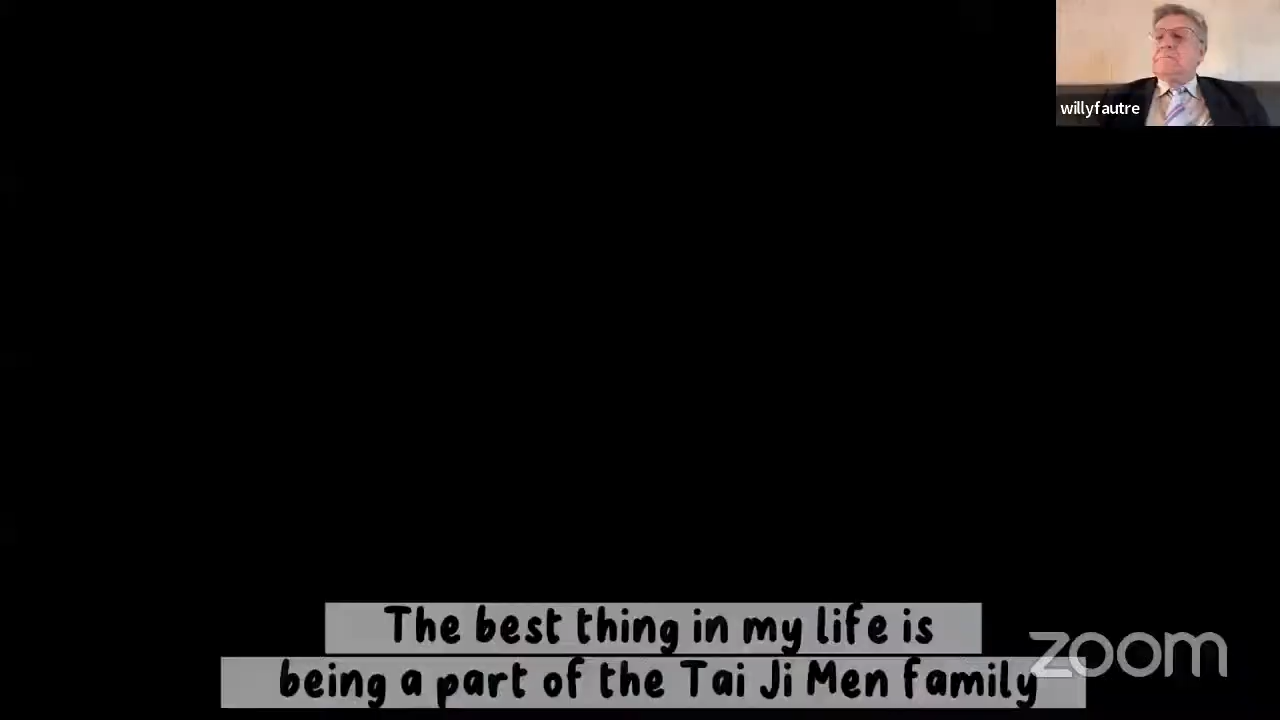 willyfautre
The best thing in my life is
being a part of the Tai Ji Men family
zoom